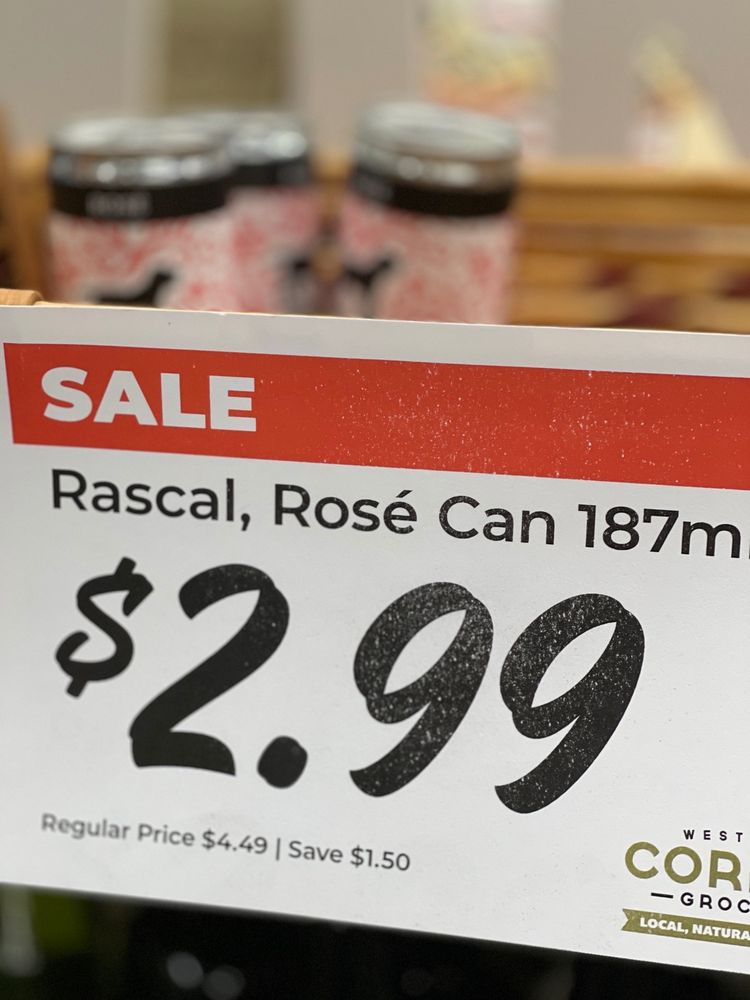 SALE
Rascal, Rosé Can 187m
$2.99
Regular Price $4.49 | Save $1.50
WEST
COR
GROC
LOCAL, NATURA